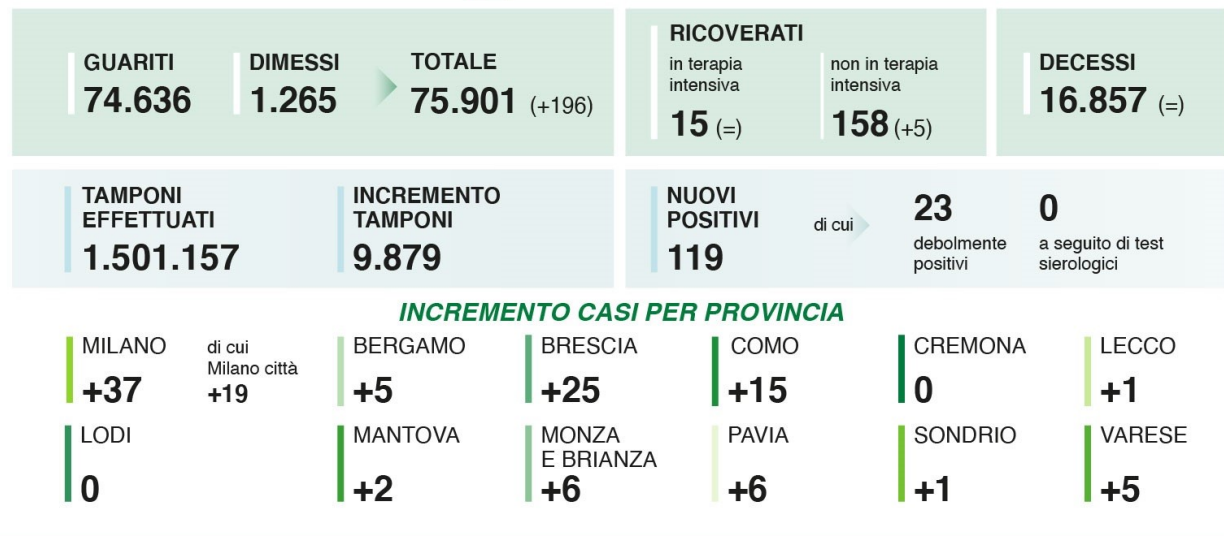 GUARITI
74.636
DIMESSI
1.265
TOTALE
75.901 (+196)
RICOVERATI
in terapia
intensiva
15 (=)
non in terapia
intensiva
158 (+5)
DECESSI
16.857 (=)
TAMPONI
EFFETTUATI
1.501.157
INCREMENTO
TAMPONI
9.879
NUOVI
POSITIVI
119
di cui
23
debolmente
positivi
0
a seguito di test
sierologici
INCREMENTO CASI PER PROVINCIA
MILANO
+37
di cui
Milano città
+19
BERGAMO
+5
BRESCIA
+25
COMO
+15
CREMONA
0
LECCO
+1
LODI
0
MANTOVA
+2
MONZA
E BRIANZA
+6
PAVIA
+6
SONDRIO
+1
VARESE
+5